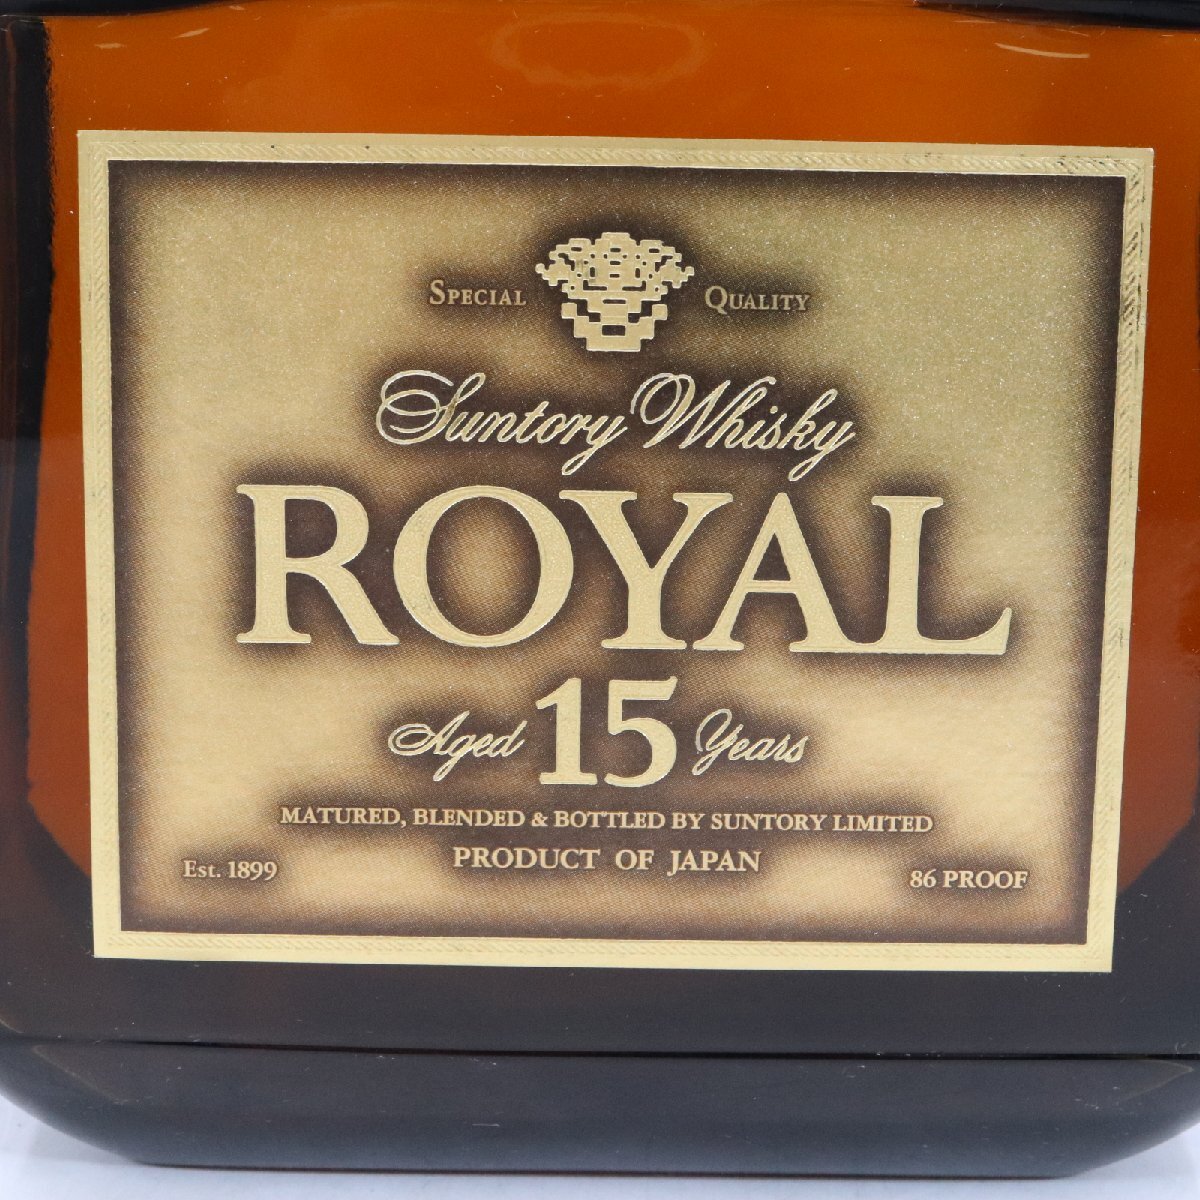 SPECIAL QUALITY
Suntory Whisky
ROYAL
Aged 15 Years
MATURED, BLENDED & BOTTLED BY SUNTORY LIMITED
PRODUCT OF JAPAN
Est. 1899
86 PROOF